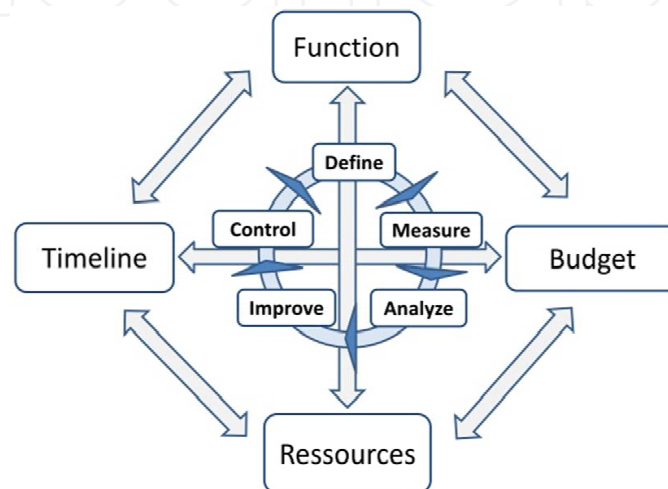 Function
Define
Control
Measure
Timeline
Budget
Improve
Analyze
Ressources